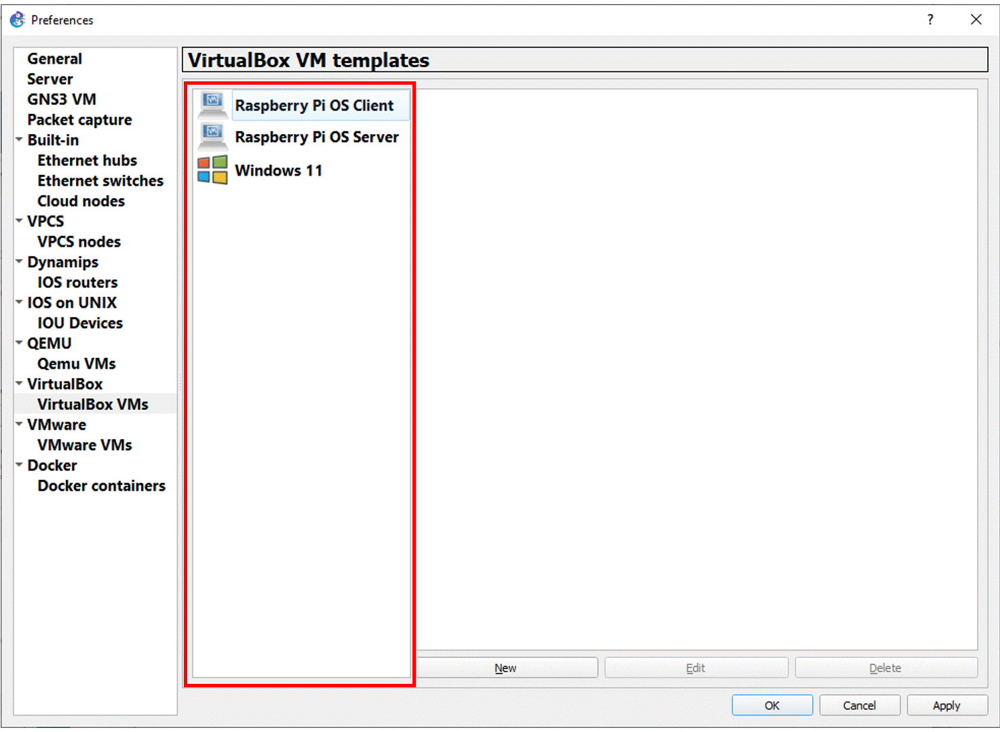 Preferences
?
General
Server
GNS3 VM
Packet capture
Built-in
Ethernet hubs
Ethernet switches
Cloud nodes
VPCS
VPCS nodes
Dynamips
IOS routers
IOS on UNIX
IOU Devices
QEMU
Qemu VMs
VirtualBox
VirtualBox VMs
VMware
VMware VMs
Docker
Docker containers
VirtualBox VM templates
Raspberry Pi OS Client
Raspberry Pi OS Server
Windows 11
New
Edit
Delete
OK
Cancel
Apply